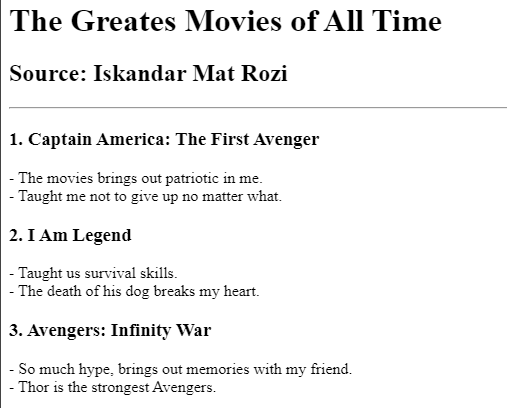 The Greates Movies of All Time
Source: Iskandar Mat Rozi
1. Captain America: The First Avenger
- The movies brings out patriotic in me.
- Taught me not to give up no matter what.
2. I Am Legend
- Taught us survival skills.
- The death of his dog breaks my heart.
3. Avengers: Infinity War
- So much hype, brings out memories with my friend.
- Thor is the strongest Avengers.